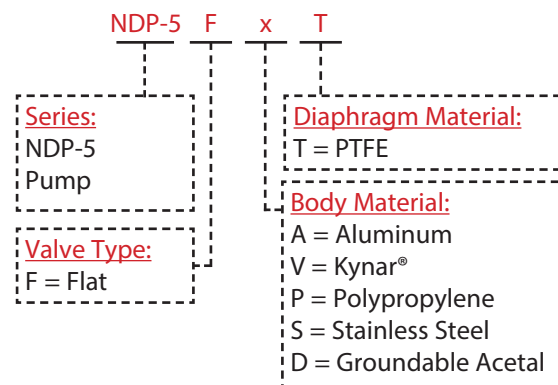 NDP-5 F x T
Series:
NDP-5
Pump
Valve Type:
F = Flat
Diaphragm Material:
T = PTFE
Body Material:
A = Aluminum
V = Kynar®
P = Polypropylene
S = Stainless Steel
D = Groundable Acetal